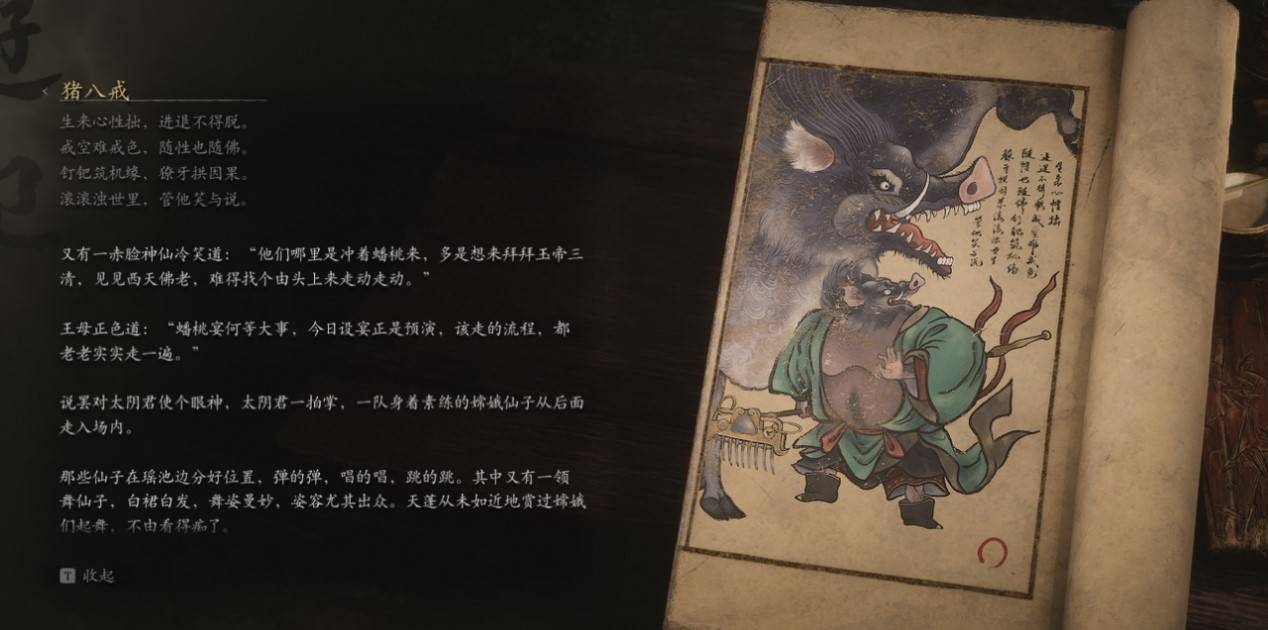 猪八戒
生来心性拙，进退不得脱。
戒空难戒色，随性也随佛。
钉钯筑机缘，獠牙拱因果。
滚滚浊世里，管他笑与说。
又有一赤脸神仙冷笑道：“他们哪里是冲着蟠桃来，多是想来拜拜玉帝三
清，见见西天佛老，难得找个由头上来走动走动。”
王母正色道：“蟠桃宴何等大事，今日设宴正是预演，该走的流程，都
老老实实走一遍。”
说罢对太阴君使个眼神，太阴君一拍掌，一队身着素练的嫦娥仙子从后面
走入场内。
那些仙子在瑶池边分好位置，弹的弹，唱的唱，跳的跳。其中又有一领
舞仙子，白裙白发，舞姿曼妙，姿容尤其出众。天蓬从未如近地赏过嫦娥
们起舞，不由看得痴了。
T 收起